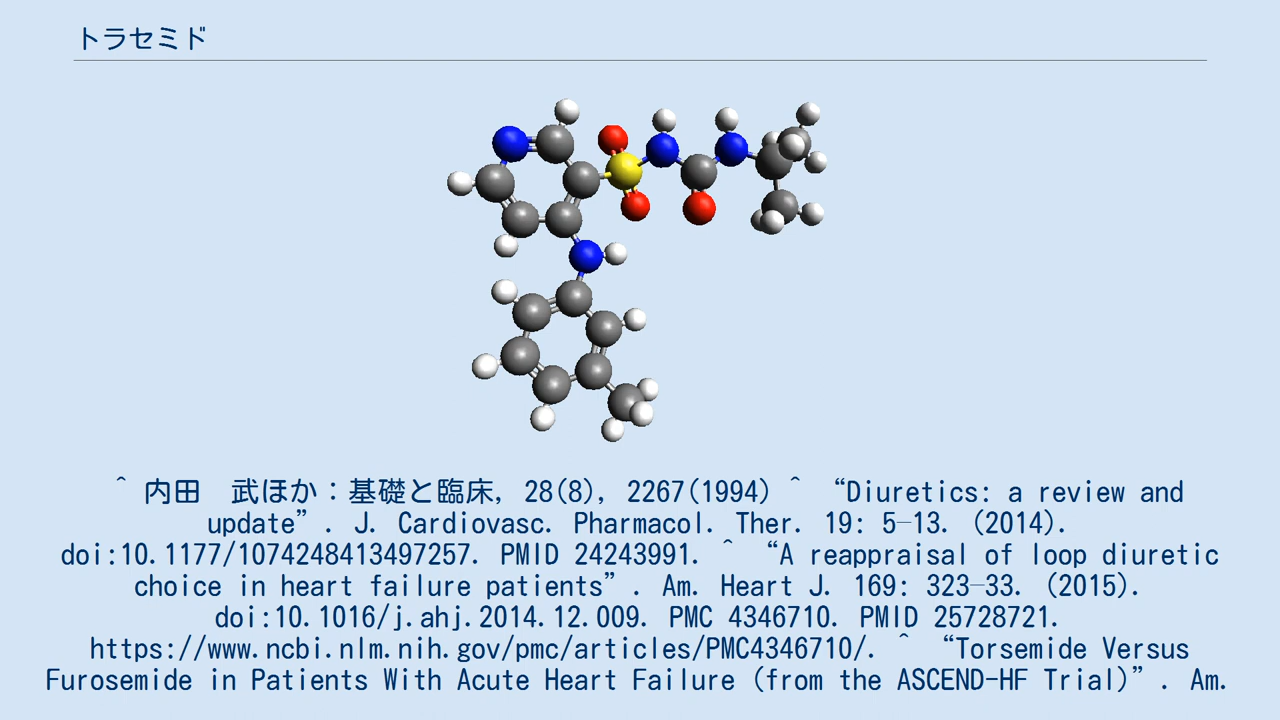 トラセミド
^ 内田　武ほか：基礎と臨床, 28(8), 2267(1994) ^ “Diuretics: a review and
update”. J. Cardiovasc. Pharmacol. Ther. 19: 5–13. (2014).
doi:10.1177/1074248413497257. PMID 24243991. ^ “A reappraisal of loop diuretic
choice in heart failure patients”. Am. Heart J. 169: 323–33. (2015).
doi:10.1016/j.ahj.2014.12.009. PMC 4346710. PMID 25728721.
https://www.ncbi.nlm.nih.gov/pmc/articles/PMC4346710/. ^ “Torsemide Versus
Furosemide in Patients With Acute Heart Failure (from the ASCEND-HF Trial)”. Am.